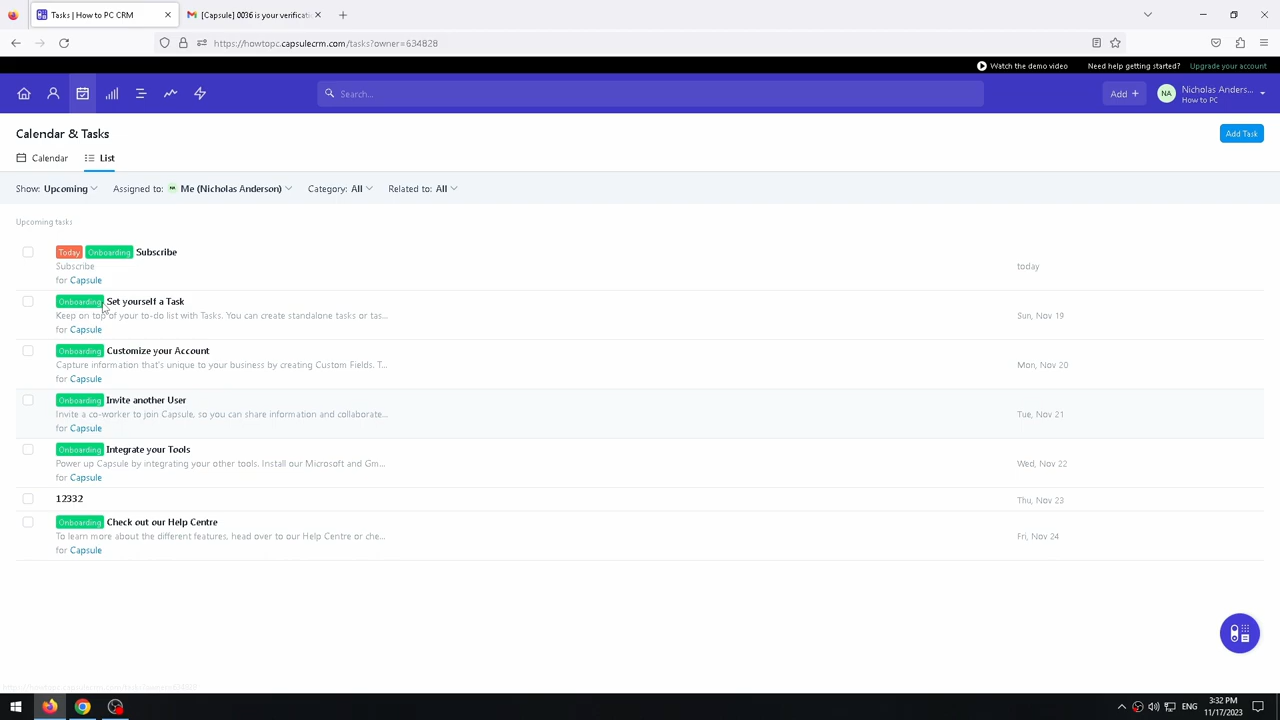 Tasks | How to PC CRM
[Capsule] 0036 is your verificati
https://howtopc.capsulecrm.com/tasks?owner=634828
Watch the demo video
Need help getting started?
Upgrade your account
Search...
Add +
NA
Nicholas Anders...
How to PC
Calendar & Tasks
Add Task
Calendar
List
Show: Upcoming
Assigned to: NA Me (Nicholas Anderson)
Category: All
Related to: All
Upcoming tasks
Today Onboarding Subscribe
Subscribe
today
for Capsule
Onboarding Set yourself a Task
Keep on top of your to-do list with Tasks. You can create standalone tasks or tas...
Sun, Nov 19
for Capsule
Onboarding Customize your Account
Capture information that's unique to your business by creating Custom Fields. T...
Mon, Nov 20
for Capsule
Onboarding Invite another User
Invite a co-worker to join Capsule, so you can share information and collaborate...
Tue, Nov 21
for Capsule
Onboarding Integrate your Tools
Power up Capsule by integrating your other tools. Install our Microsoft and Gm...
Wed, Nov 22
for Capsule
12332
Thu, Nov 23
Onboarding Check out our Help Centre
To learn more about the different features, head over to our Help Centre or che...
Fri, Nov 24
for Capsule
ENG
3:32 PM
11/17/2023